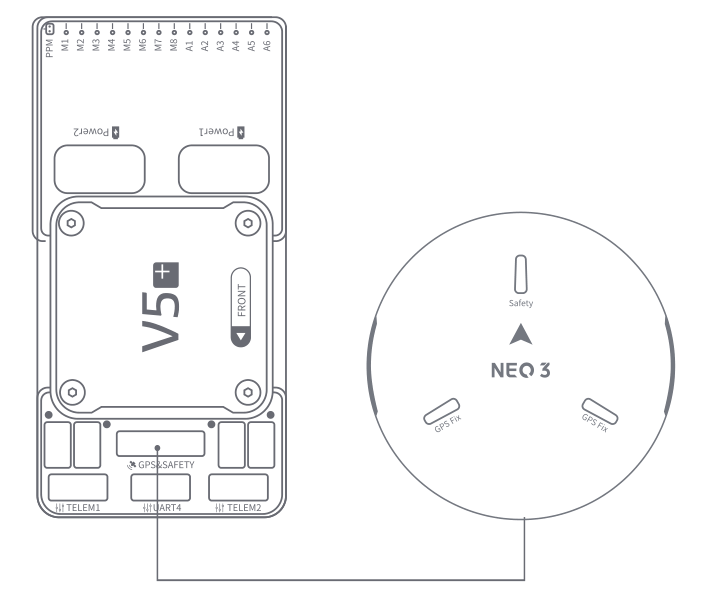 PPM M1 M2 M3 M4 M5 M6 M7 M8 A1 A2 A3 A4 A5 A6
Power2 Power1
V5+
FRONT
Safety
NEO 3
GPS Fix GPS Fix
GPS&SAFETY
TELEM1 UART4 TELEM2